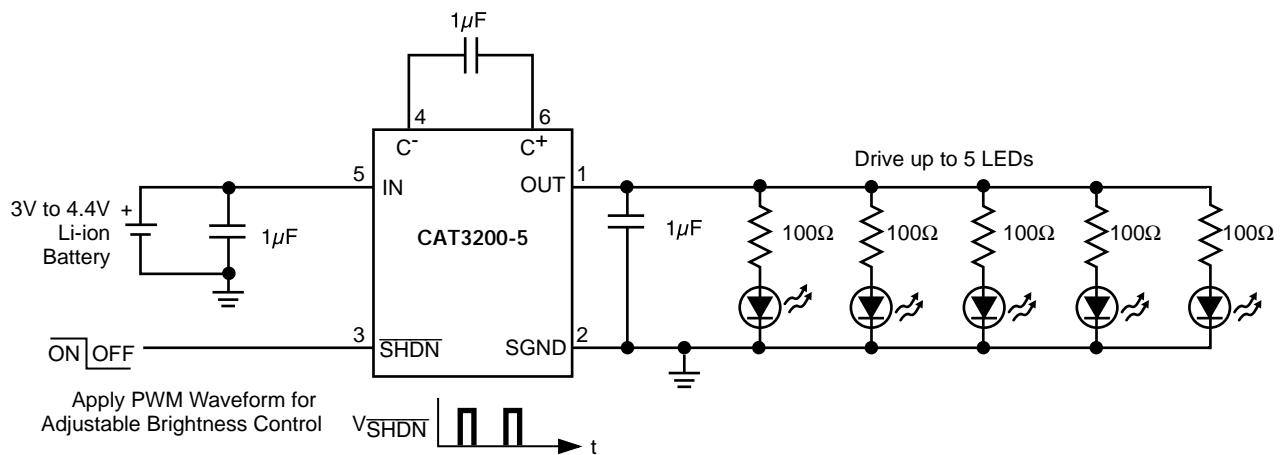 1µF
4
6
C-
C+
5
IN
OUT
1
Drive up to 5 LEDs
3V to 4.4V
Li-ion
Battery
+
1µF
CAT3200-5
1µF
100Ω
100Ω
100Ω
100Ω
100Ω
3
SHDN
SGND
2
ON OFF
Apply PWM Waveform for
Adjustable Brightness Control
VSHDN
t